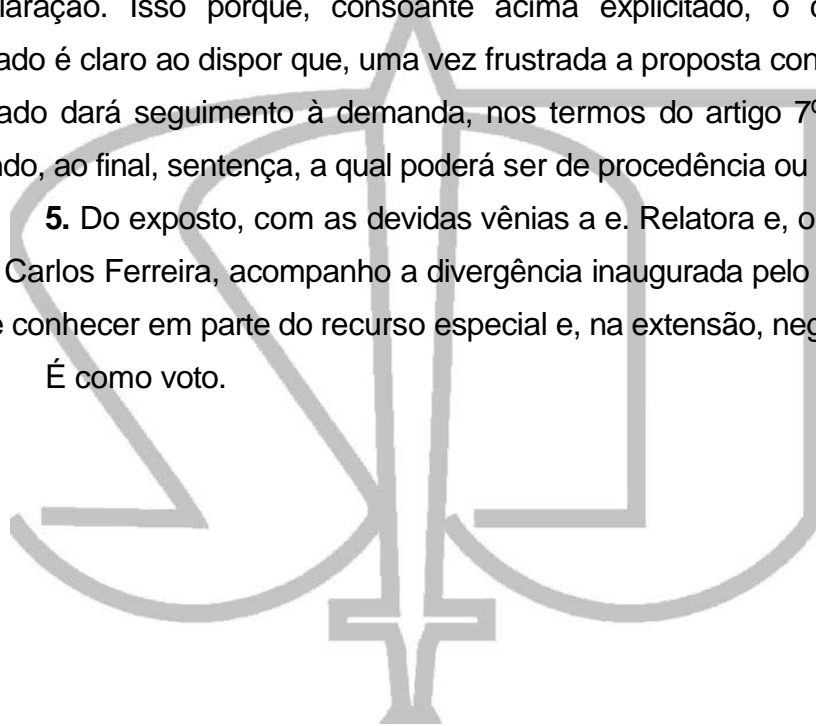 laração. Isso porque, consoante acima explicitado, o
ado é claro ao dispor que, uma vez frustrada a proposta
ado dará seguimento à demanda, nos termos do artigo 7º
ndo, ao final, sentença, a qual poderá ser de procedência ou
5. Do exposto, com as devidas vênias a e. Relatora e, o
Carlos Ferreira, acompanho a divergência inaugurada pelo
e conhecer em parte do recurso especial e, na extensão, neg
É como voto.